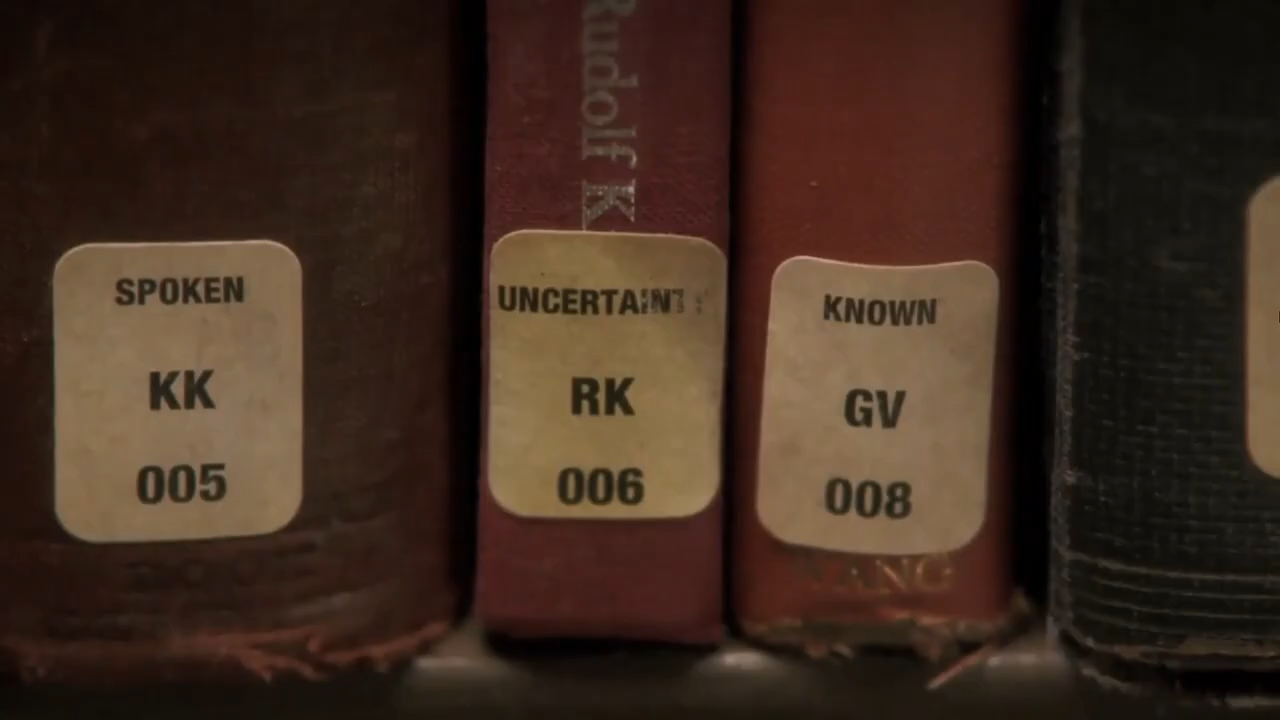 Rudolf K
SPOKEN
KK
005
UNCERTAINT
RK
006
KNOWN
GV
008